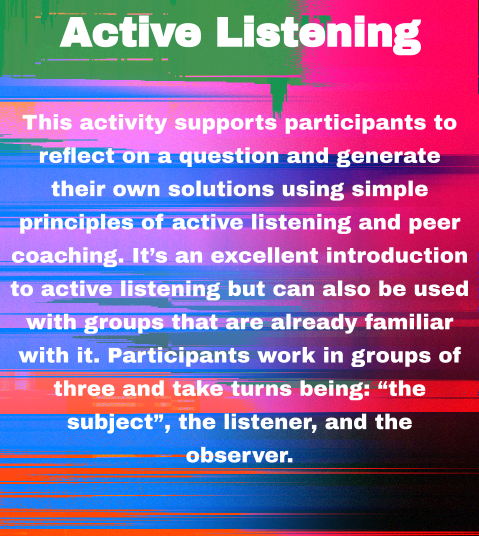 Active Listening
This activity supports participants to
reflect on a question and generate
their own solutions using simple
principles of active listening and peer
coaching. It’s an excellent introduction
to active listening but can also be used
with groups that are already familiar
with it. Participants work in groups of
three and take turns being: “the
subject”, the listener, and the
observer.